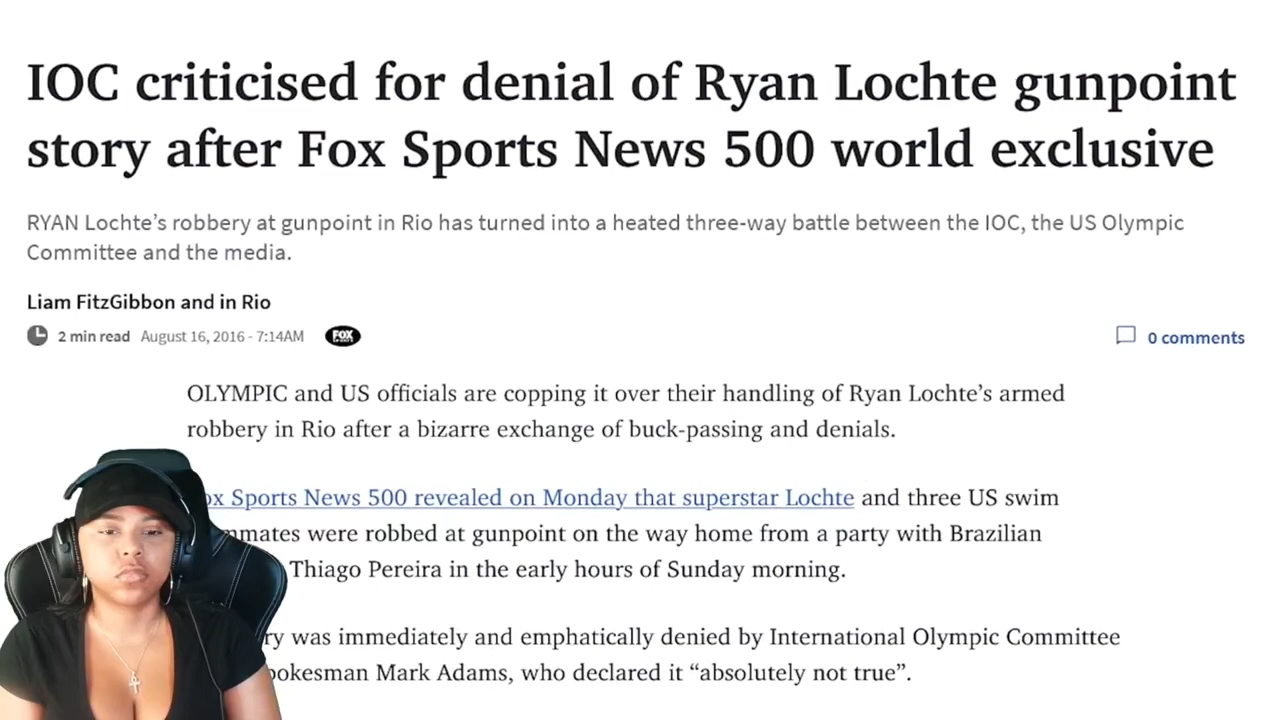 IOC criticised for denial of Ryan Lochte gunpoint
story after Fox Sports News 500 world exclusive
RYAN Lochte's robbery at gunpoint in Rio has turned into a heated three-way battle between the IOC, the US Olympic
Committee and the media.
Liam FitzGibbon and in Rio
2 min read August 16, 2016 - 7:14AM FOX SPORTS
0 comments
OLYMPIC and US officials are copping it over their handling of Ryan Lochte's armed
robbery in Rio after a bizarre exchange of buck-passing and denials.
ox Sports News 500 revealed on Monday that superstar Lochte and three US swim
mates were robbed at gunpoint on the way home from a party with Brazilian
Thiago Pereira in the early hours of Sunday morning.
ry was immediately and emphatically denied by International Olympic Committee
okesman Mark Adams, who declared it “absolutely not true”.